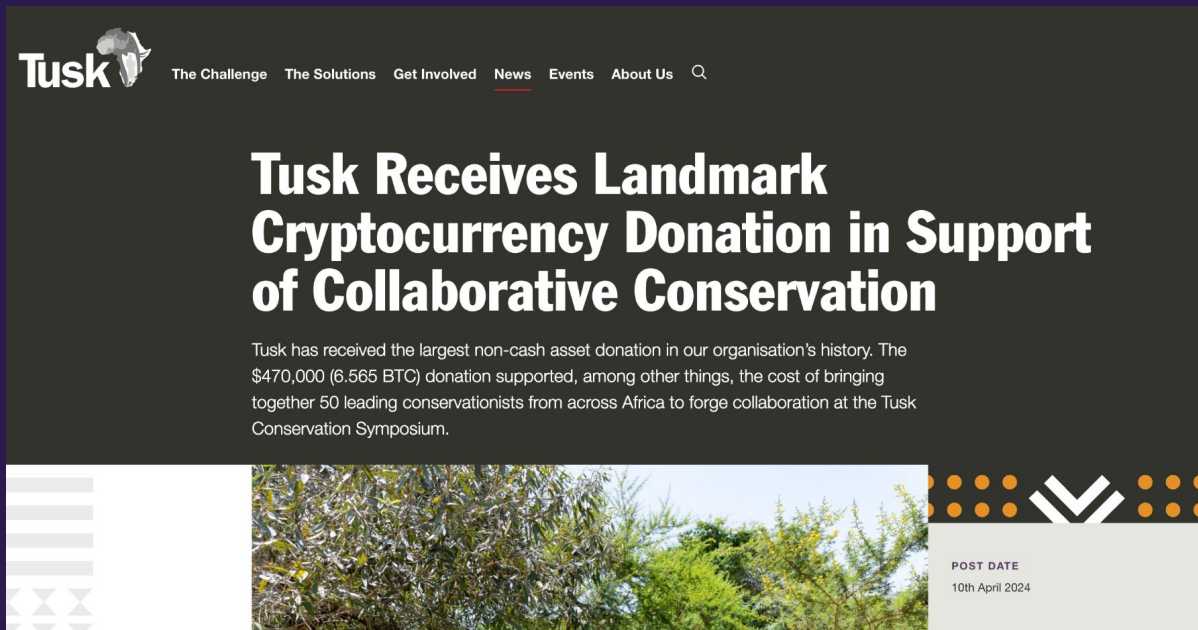 Tusk
The Challenge The Solutions Get Involved News Events About Us
Tusk Receives Landmark
Cryptocurrency Donation in Support
of Collaborative Conservation
Tusk has received the largest non-cash asset donation in our organisation’s history. The
$470,000 (6.565 BTC) donation supported, among other things, the cost of bringing
together 50 leading conservationists from across Africa to forge collaboration at the Tusk
Conservation Symposium.
POST DATE
10th April 2024